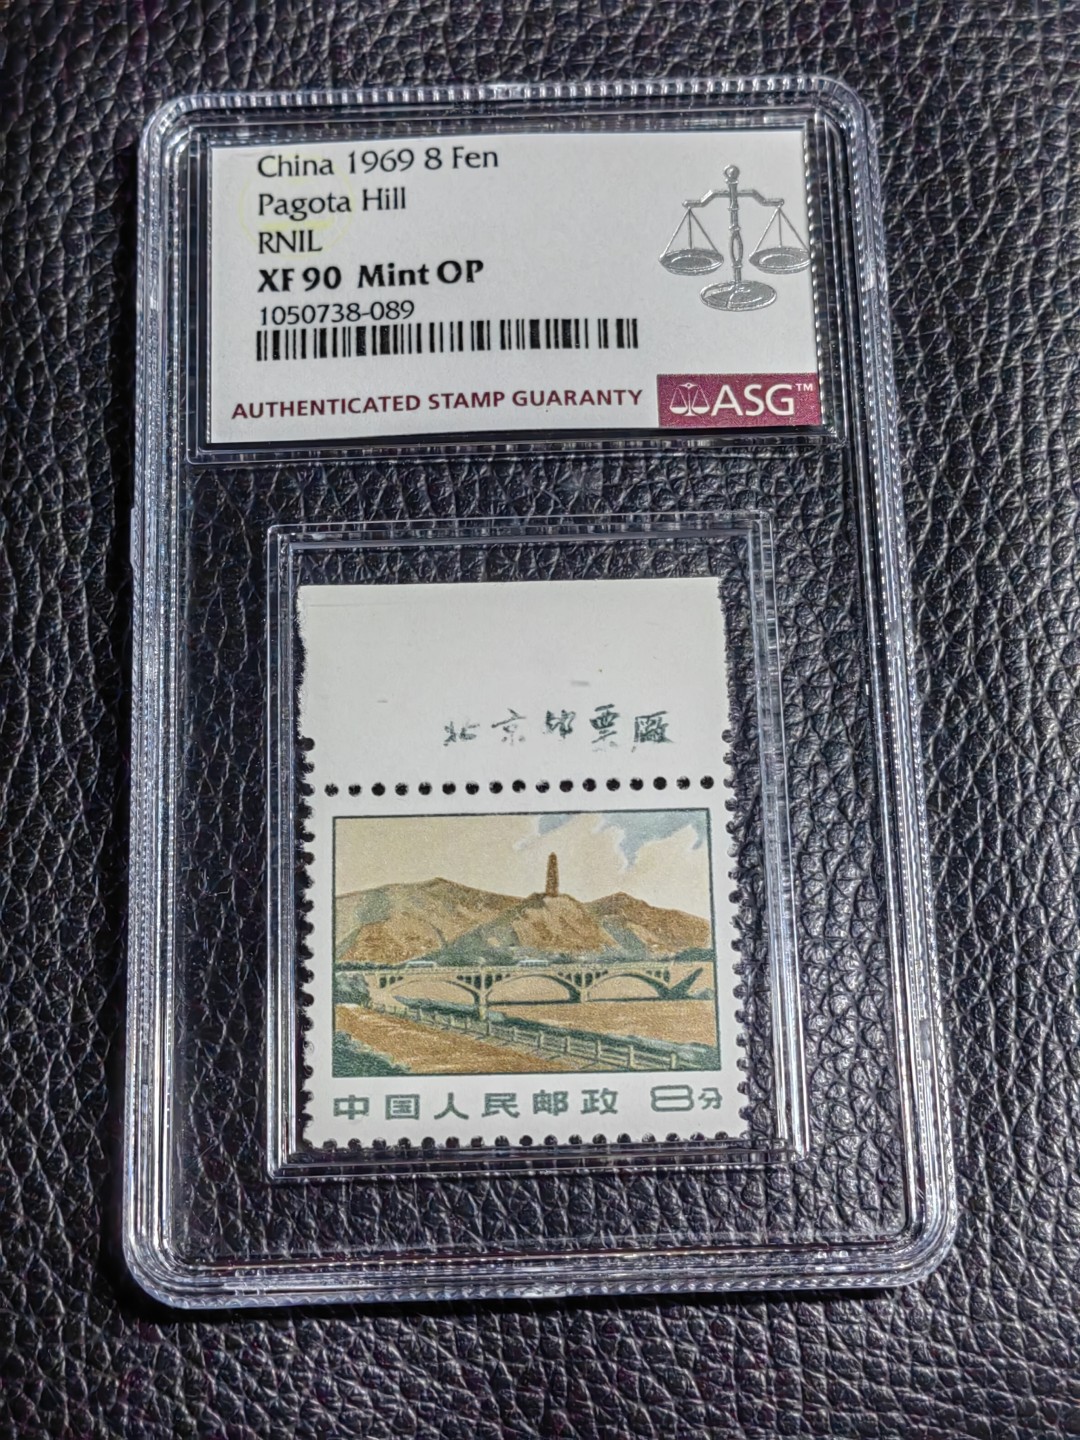 China 1969 8 Fen
Pagota Hill
RNIL
XF 90 Mint OP
1050738-089
AUTHENTICATED STAMP GUARANTY
ASG™
北京邮票厰
中国人民邮政 8分